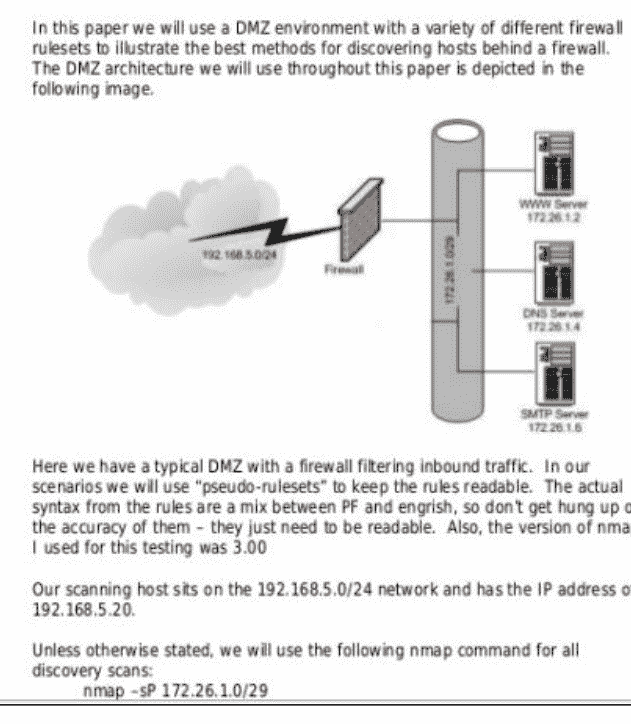 In this paper we will use a DMZ environment with a variety of different firewall
rulesets to illustrate the best methods for discovering hosts behind a firewall.
The DMZ architecture we will use throughout this paper is depicted in the
following image.
192.168.5.0/24
Firewall
172.26.1.0/29
WWW Server
172.26.1.2
DNS Server
172.26.1.4
SMTP Server
172.26.1.6
Here we have a typical DMZ with a firewall filtering inbound traffic. In our
scenarios we will use "pseudo-rulesets" to keep the rules readable. The actual
syntax from the rules are a mix between PF and engrish, so don't get hung up o
the accuracy of them – they just need to be readable. Also, the version of nma
I used for this testing was 3.00
Our scanning host sits on the 192.168.5.0/24 network and has the IP address o
192.168.5.20.
Unless otherwise stated, we will use the following nmap command for all
discovery scans:
nmap –sP 172.26.1.0/29